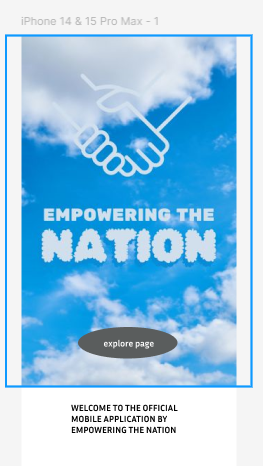 iPhone 14 & 15 Pro Max - 1
EMPOWERING THE
NATION
explore page
WELCOME TO THE OFFICIAL
MOBILE APPLICATION BY
EMPOWERING THE NATION